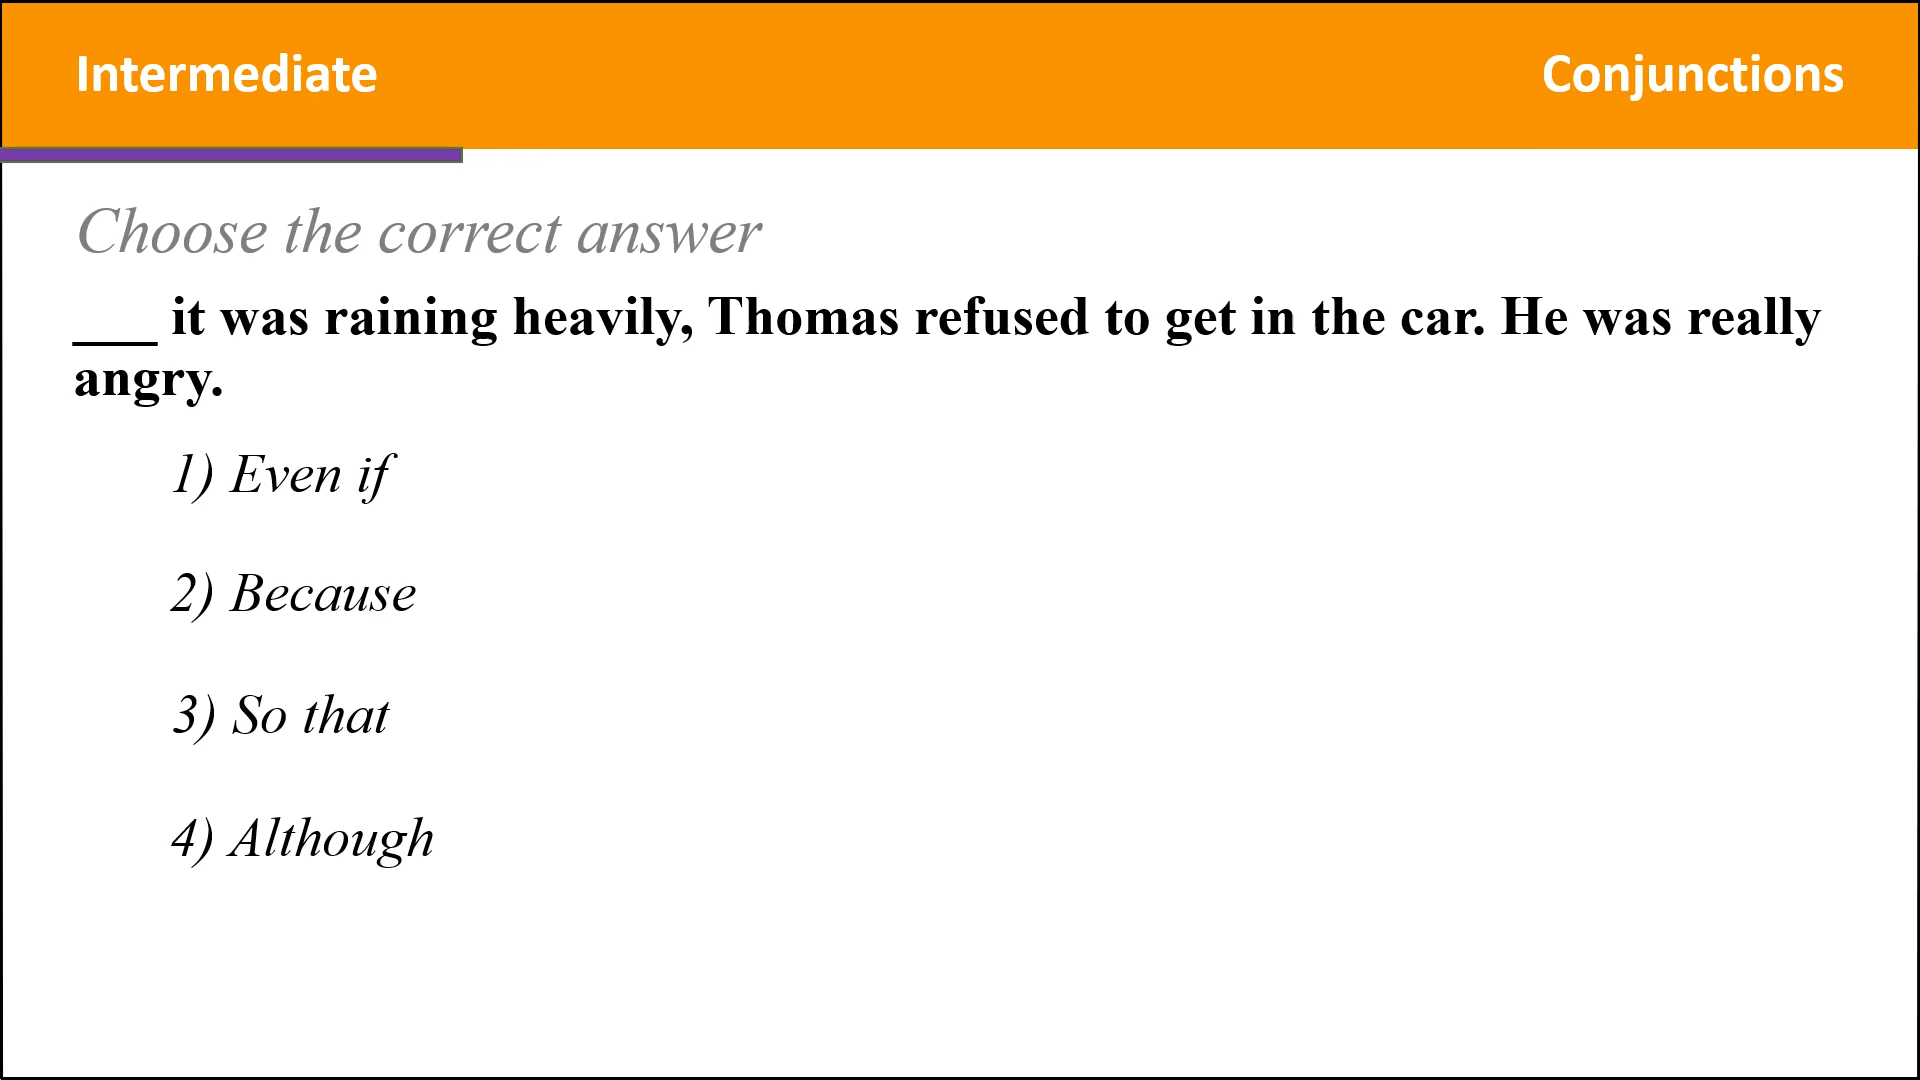 Intermediate
Conjunctions
Choose the correct answer
___ it was raining heavily, Thomas refused to get in the car. He was really
angry.
1) Even if
2) Because
3) So that
4) Although